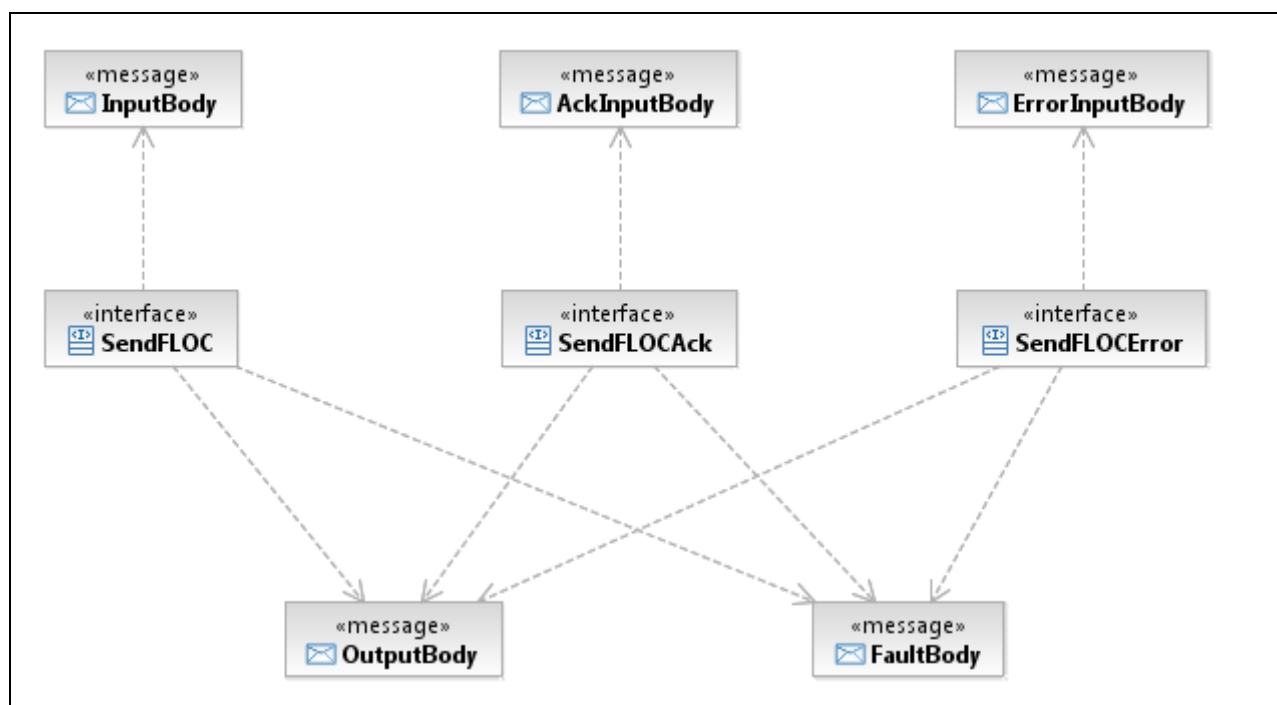 «message»
InputBody
«message»
AckInputBody
«message»
ErrorInputBody
«interface»
SendFLOC
«interface»
SendFLOCAck
«interface»
SendFLOCError
«message»
OutputBody
«message»
FaultBody